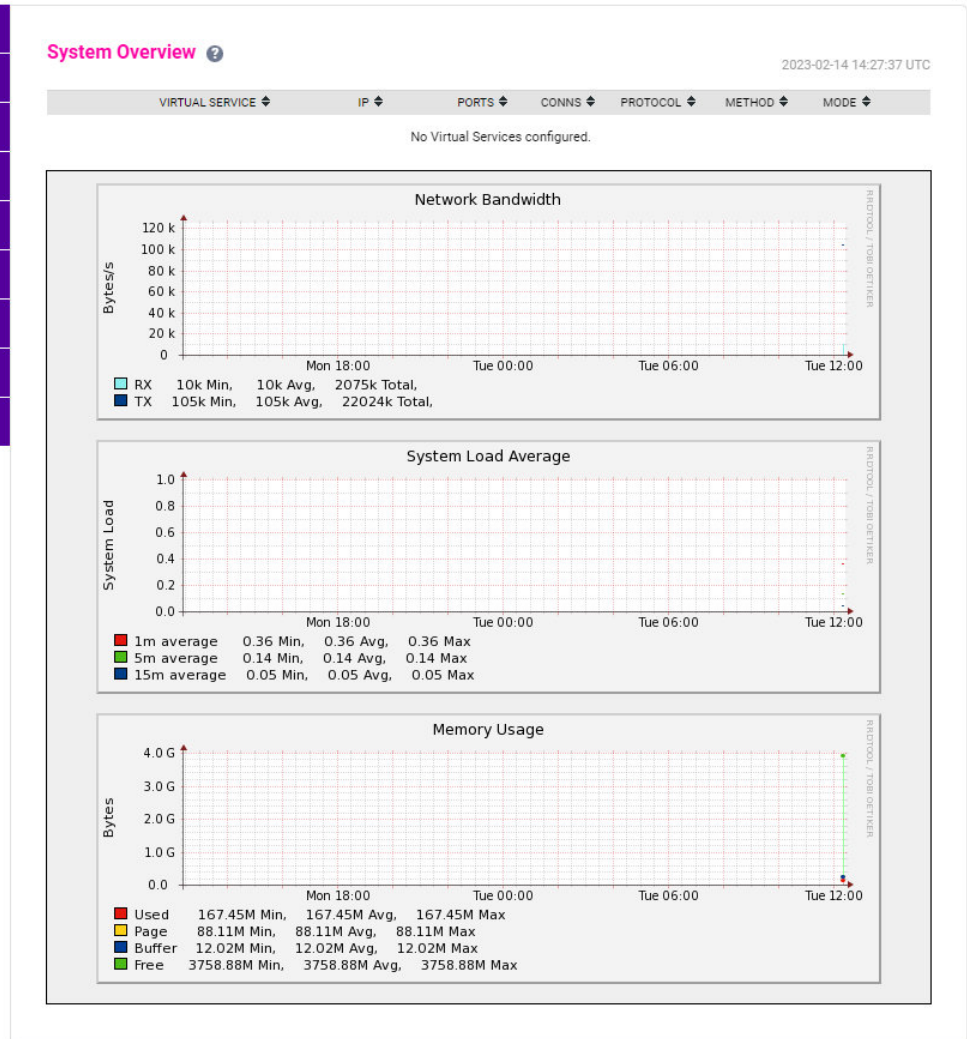 System Overview ?
2023-02-14 14:27:37 UTC
VIRTUAL SERVICE IP PORTS CONNS PROTOCOL METHOD MODE
No Virtual Services configured.
Network Bandwidth
RRDTOOL / TOBI OETIKER
Bytes/s
120 k
100 k
80 k
60 k
40 k
20 k
0
Mon 18:00 Tue 00:00 Tue 06:00 Tue 12:00
RX 10k Min, 10k Avg, 2075k Total,
TX 105k Min, 105k Avg, 22024k Total,
System Load Average
RRDTOOL / TOBI OETIKER
System Load
1.0
0.8
0.6
0.4
0.2
0.0
Mon 18:00 Tue 00:00 Tue 06:00 Tue 12:00
1m average 0.36 Min, 0.36 Avg, 0.36 Max
5m average 0.14 Min, 0.14 Avg, 0.14 Max
15m average 0.05 Min, 0.05 Avg, 0.05 Max
Memory Usage
RRDTOOL / TOBI OETIKER
Bytes
4.0 G
3.0 G
2.0 G
1.0 G
0.0
Mon 18:00 Tue 00:00 Tue 06:00 Tue 12:00
Used 167.45M Min, 167.45M Avg, 167.45M Max
Page 88.11M Min, 88.11M Avg, 88.11M Max
Buffer 12.02M Min, 12.02M Avg, 12.02M Max
Free 3758.88M Min, 3758.88M Avg, 3758.88M Max